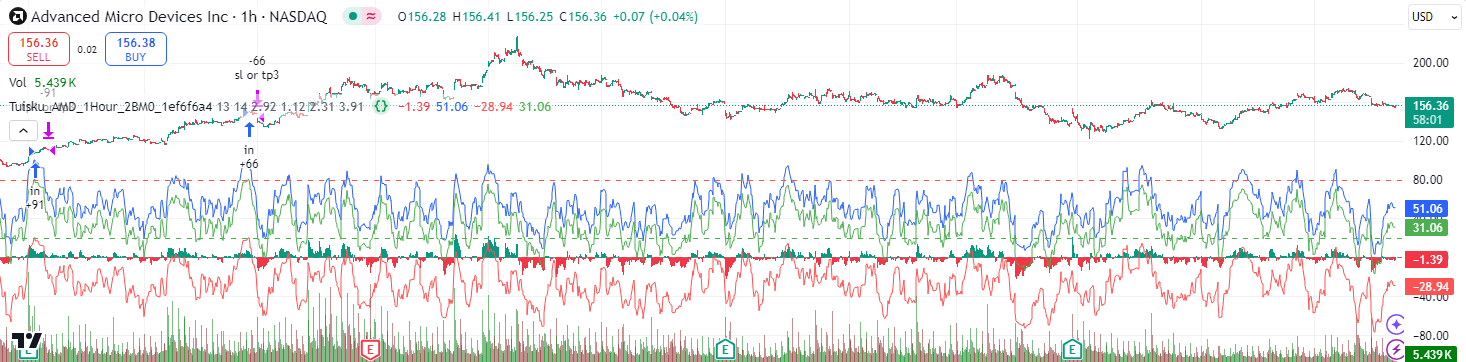 Advanced Micro Devices Inc · 1h · NASDAQ
O156.28 H156.41 L156.25 C156.36 +0.07 (+0.04%)
USD
156.36
SELL
0.02
156.38
BUY
Vol 5.439 K
-91
Tuisku_AMD_1Hour_2BM0_1ef6f6a4 13 14 2.92 1.12 2.31 3.91 −1.39 51.06 −28.94 31.06
-66
sl or tp3
in
+66
in
+91
200.00
156.36
58:01
120.00
80.00
51.06
31.06
−1.39
−28.94
−40.00
−80.00
5.439 K
E
E
E
E